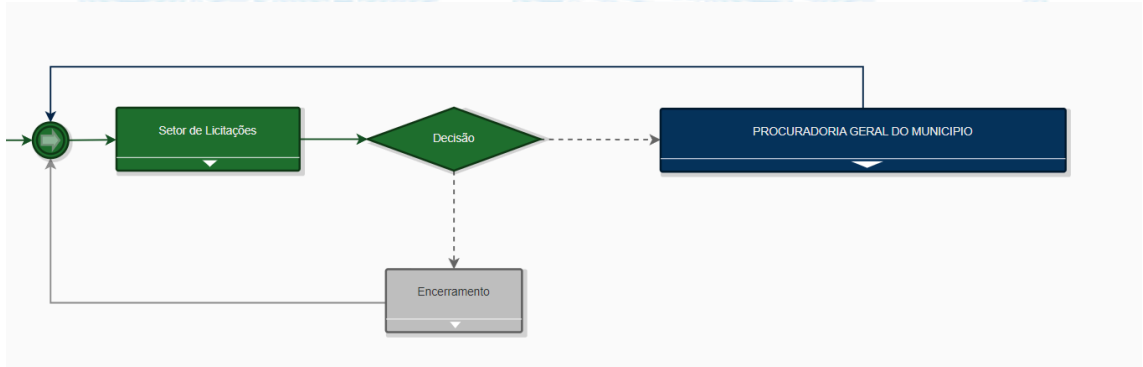 Setor de Licitações
Decisão
PROCURADORIA GERAL DO MUNICIPIO
Encerramento